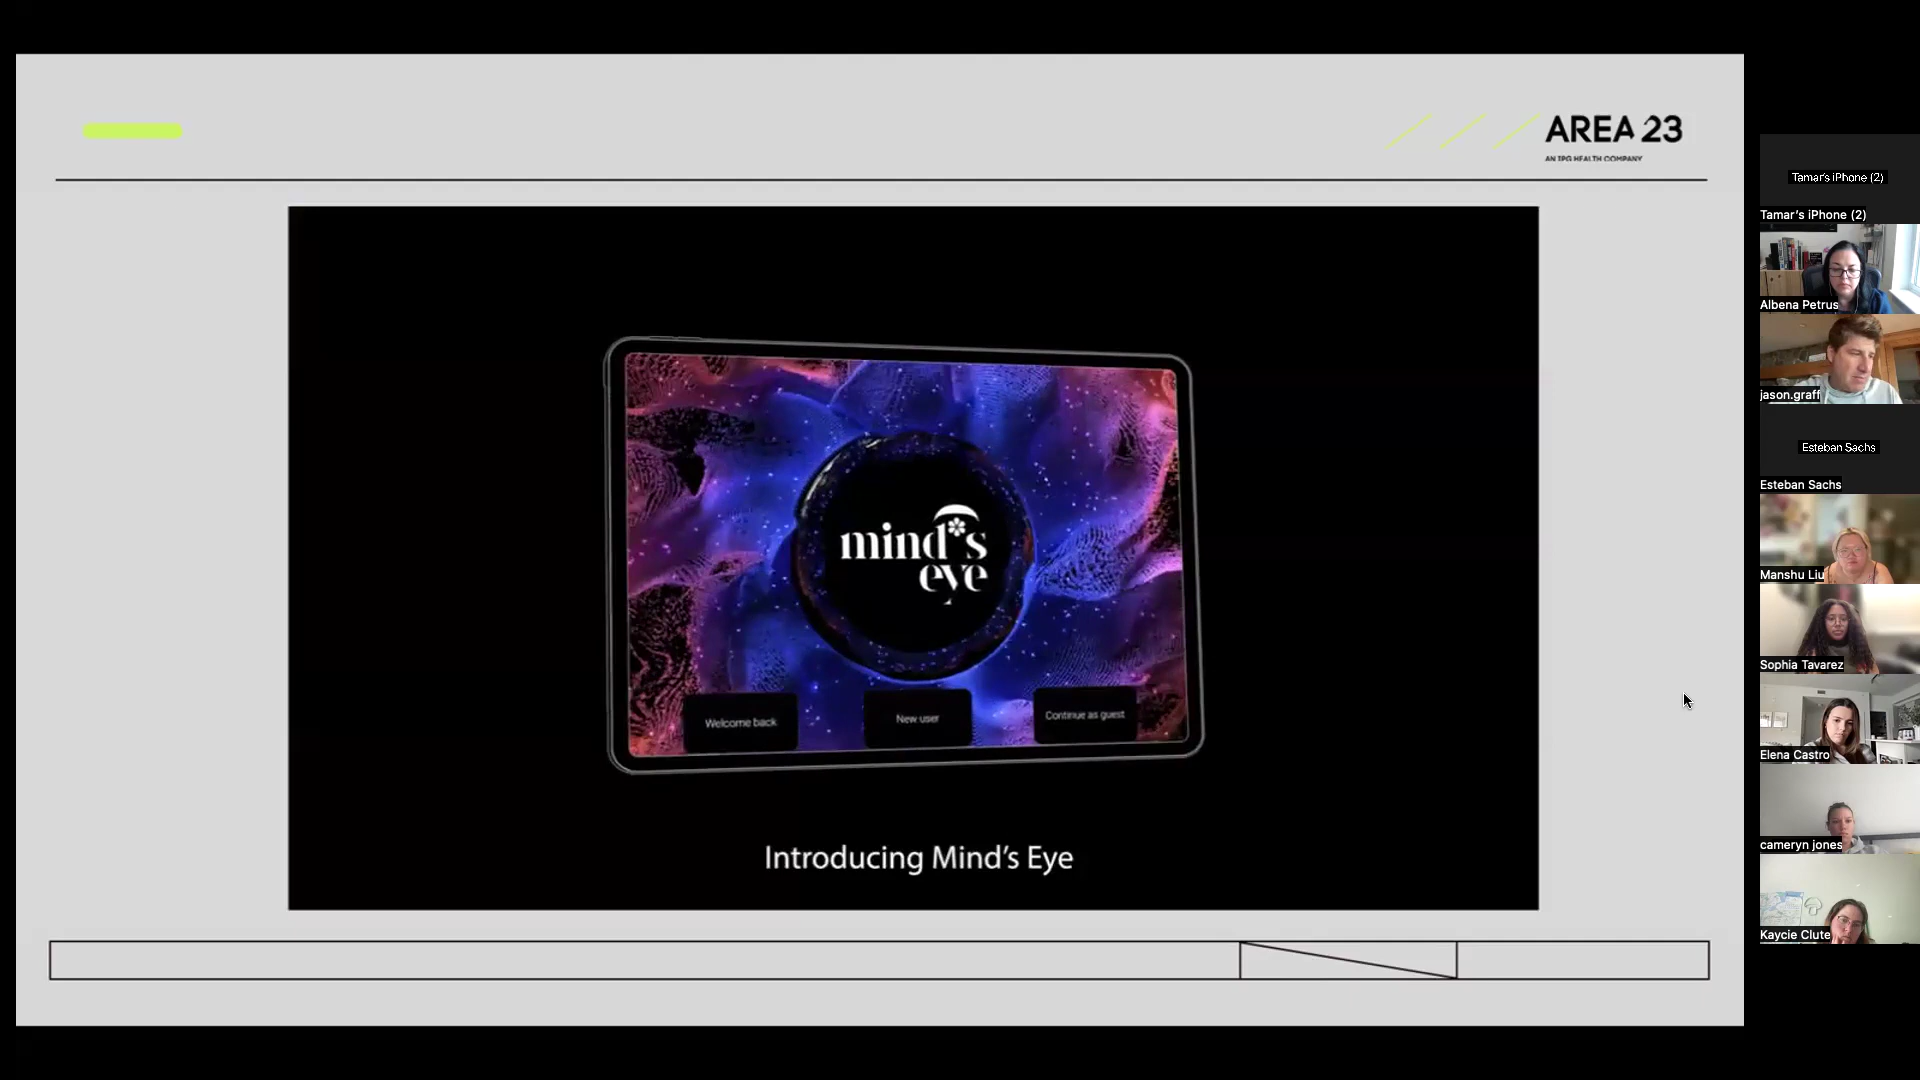 AREA 23
AN IPG HEALTH COMPANY
mind's
eye
Welcome back
New user
Continue as guest
Introducing Mind's Eye
Tamar's iPhone (2)
Tamar's iPhone (2)
Albena Petrus
jason.graff
Esteban Sachs
Esteban Sachs
Manshu Liu
Sophia Tavarez
Elena Castro
cameryn jones
Kaycie Clute